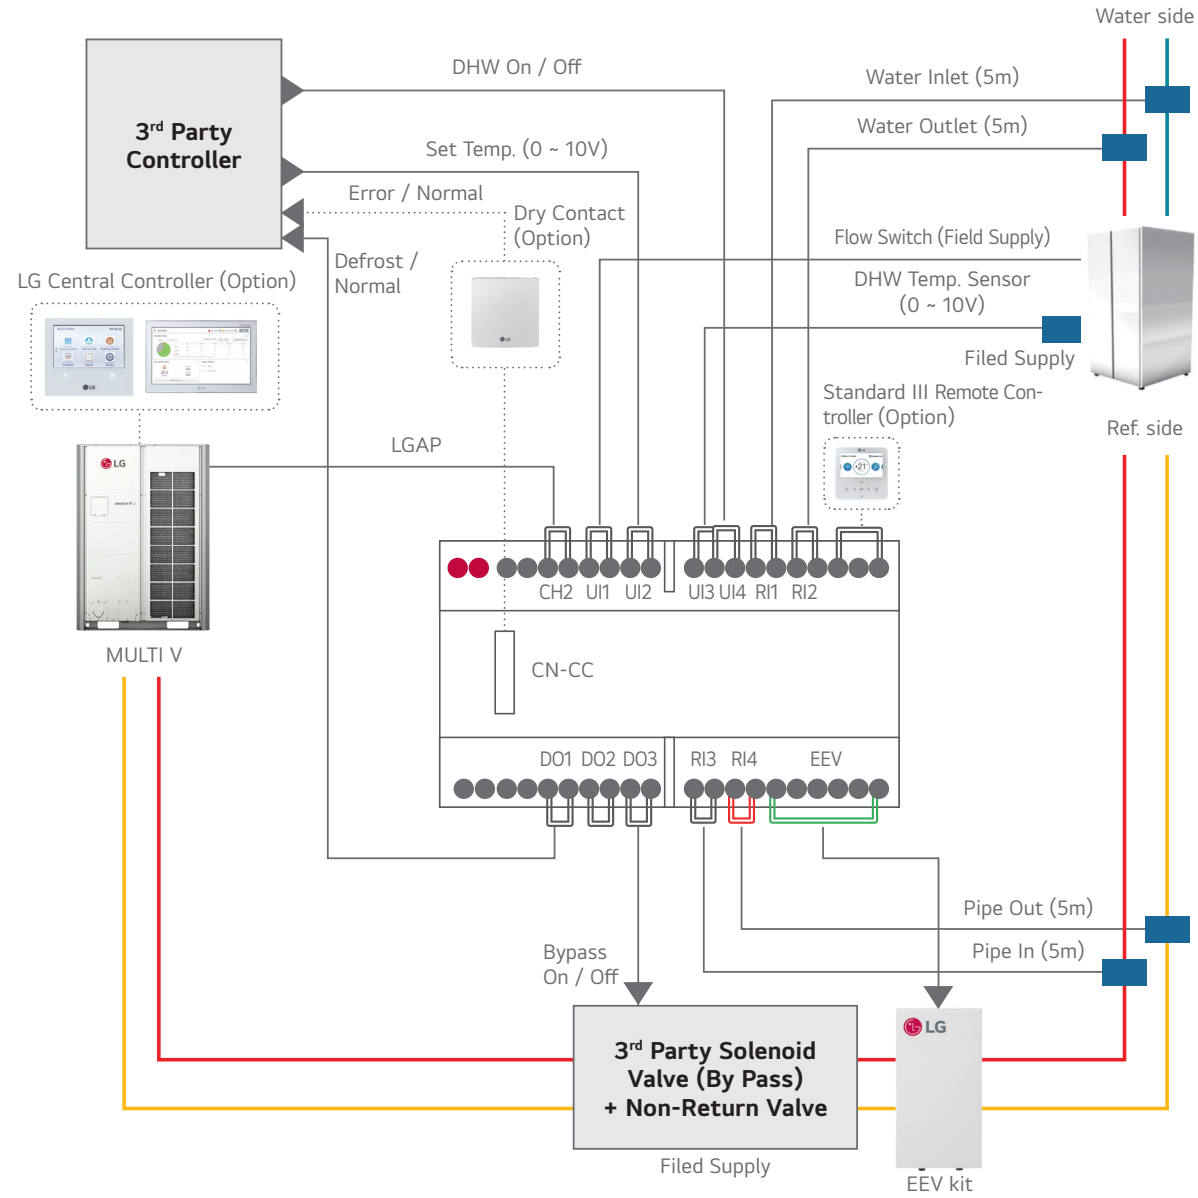 Water side
DHW On / Off
Water Inlet (5m)
3rd Party
Controller
Water Outlet (5m)
Set Temp. (0 ~ 10V)
Error / Normal
Dry Contact
(Option)
Flow Switch (Field Supply)
Defrost /
Normal
LG Central Controller (Option)
DHW Temp. Sensor
(0 ~ 10V)
Filed Supply
LG
LG
Standard III Remote Con-
troller (Option)
Ref. side
LGAP
LG
CH2 UI1 UI2 UI3 UI4 RI1 RI2
MULTI V
CN-CC
DO1 DO2 DO3 RI3 RI4 EEV
Pipe Out (5m)
Bypass
On / Off
Pipe In (5m)
LG
3rd Party Solenoid
Valve (By Pass)
+ Non-Return Valve
Filed Supply
EEV kit